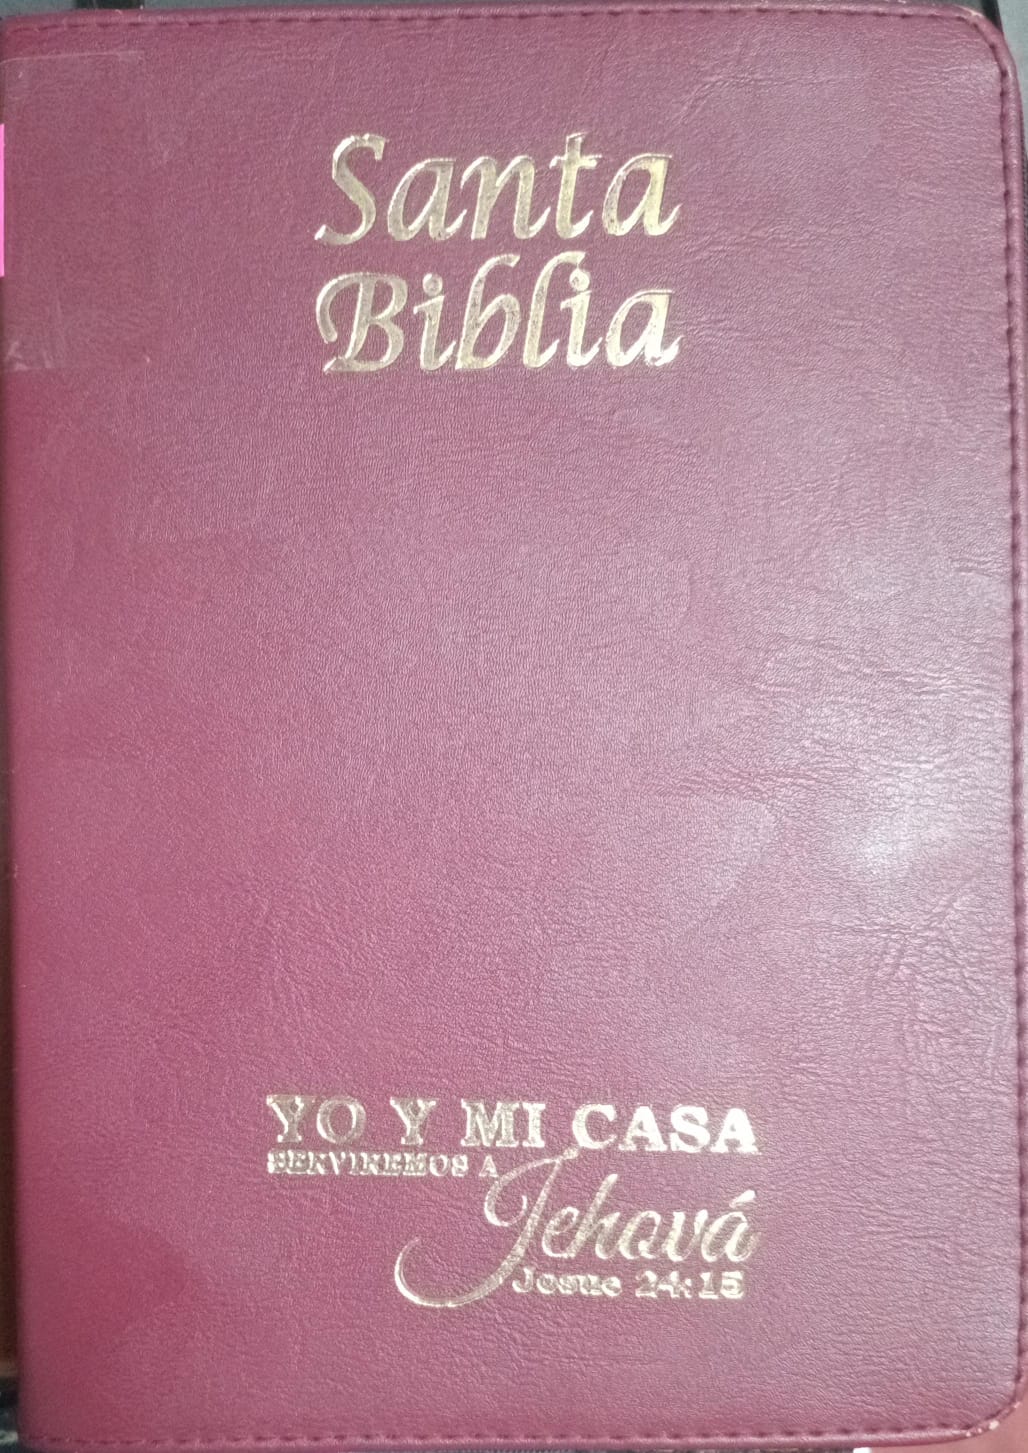 Santa
Biblia
YO Y MI CASA
SERVIREMOS A
Jehová
Josue 24:15